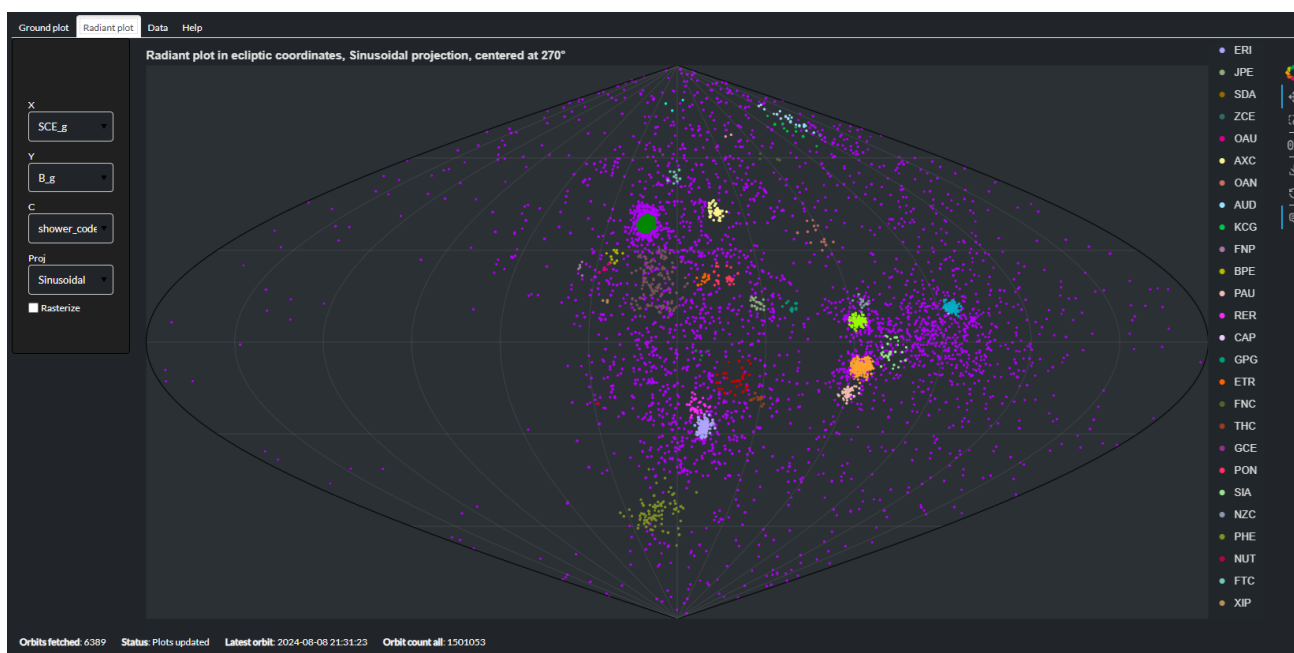 Ground plot Radiant plot Data Help
Radiant plot in ecliptic coordinates, Sinusoidal projection, centered at 270°
X
SCE_g
Y
B_g
C
shower_code
Proj
Sinusoidal
Rasterize
ERI
JPE
SDA
ZCE
OAU
AXC
OAN
AUD
KCG
FNP
BPE
PAU
RER
CAP
GPG
ETR
FNC
THC
GCE
PON
SIA
NZC
PHE
NUT
FTC
XIP
Orbits fetched: 6389 Status: Plots updated Latest orbit: 2024-08-08 21:31:23 Orbit count all: 1501053